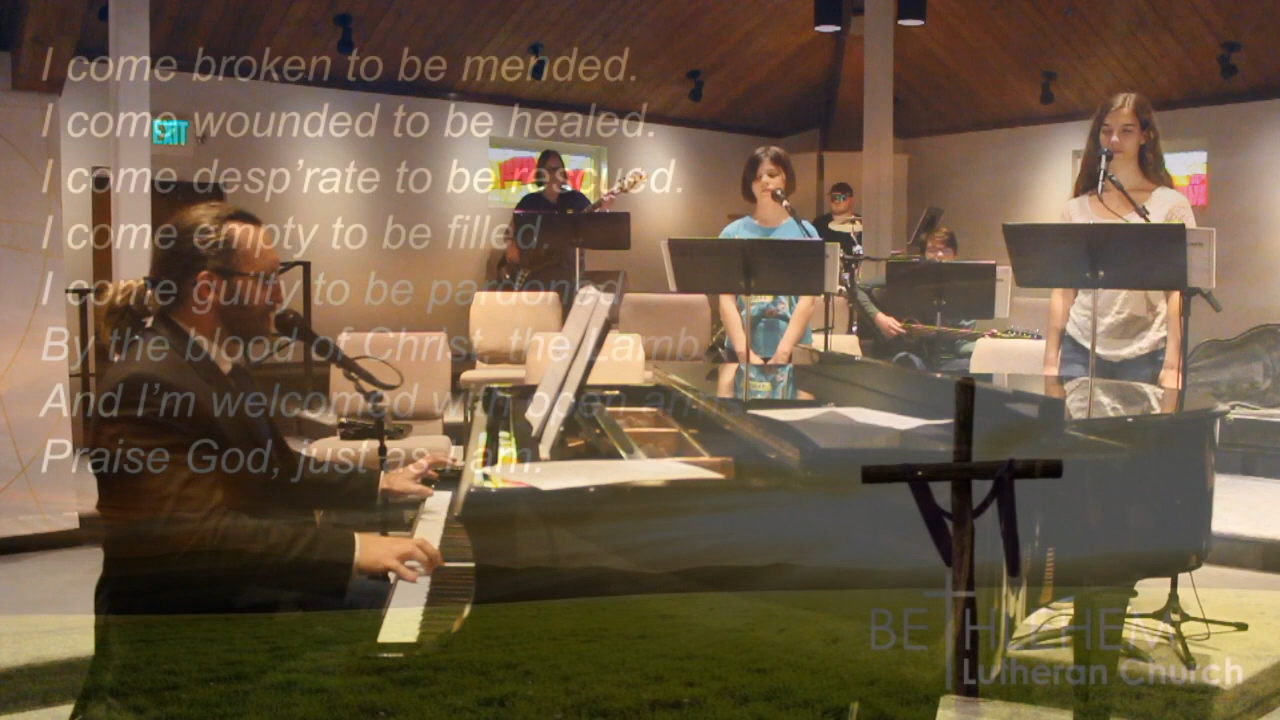 I come broken to be mended.
EXIT
I come wounded to be healed.
I come desp'rate to be rescued.
I come empty to be filled.
I come guilty to be pardoned
By the blood of Christ, the Lamb.
And I'm welcomed with open arms
Praise God, just as I am.
BETHLEHEM
Lutheran Church